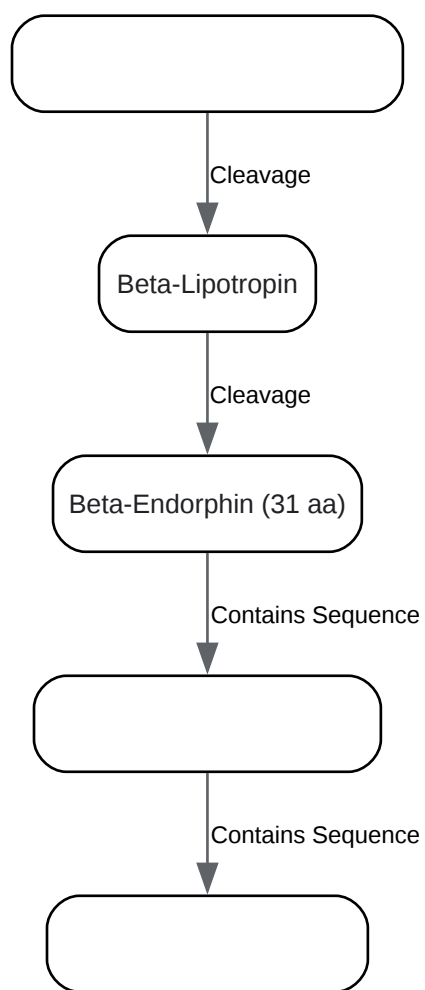 Cleavage
Beta-Lipotropin
Cleavage
Beta-Endorphin (31 aa)
Contains Sequence
Contains Sequence